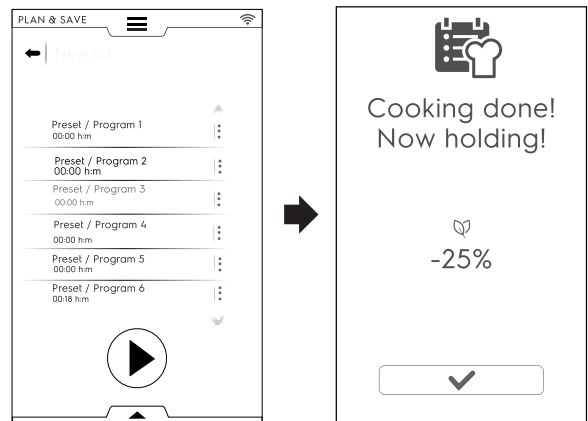 PLAN & SAVE
New list
Preset / Program 1
00:00 h:m
Preset / Program 2
00:00 h:m
Preset / Program 3
00:00 h:m
Preset / Program 4
00:00 h:m
Preset / Program 5
00:00 h:m
Preset / Program 6
00:18 h:m
Cooking done!
Now holding!
-25%